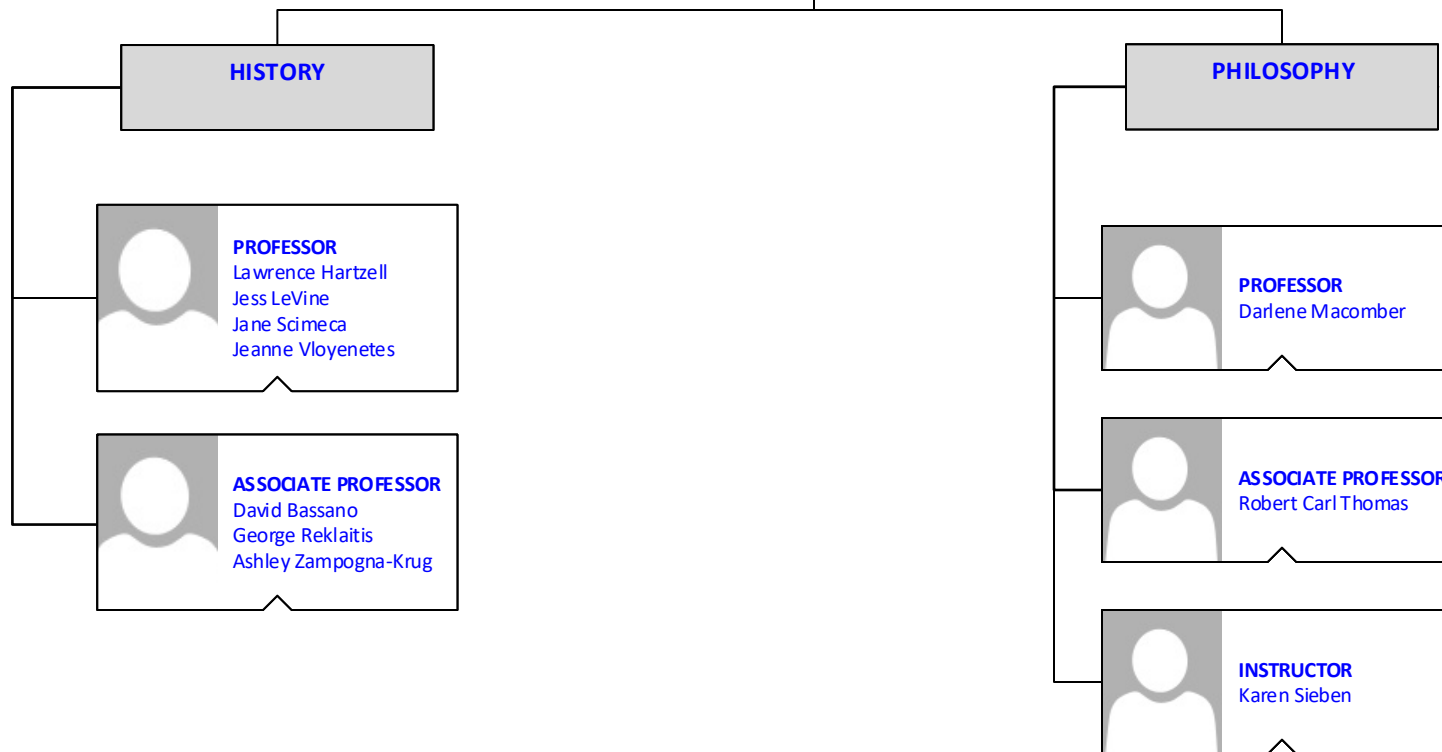 HISTORY
PROFESSOR
Lawrence Hartzell
Jess LeVine
Jane Scimeca
Jeanne Vloyenetes
ASSOCIATE PROFESSOR
David Bassano
George Reklaitis
Ashley Zampogna-Krug
PHILOSOPHY
PROFESSOR
Darlene Macomber
ASSOCIATE PROFESSOR
Robert Carl Thomas
INSTRUCTOR
Karen Sieben